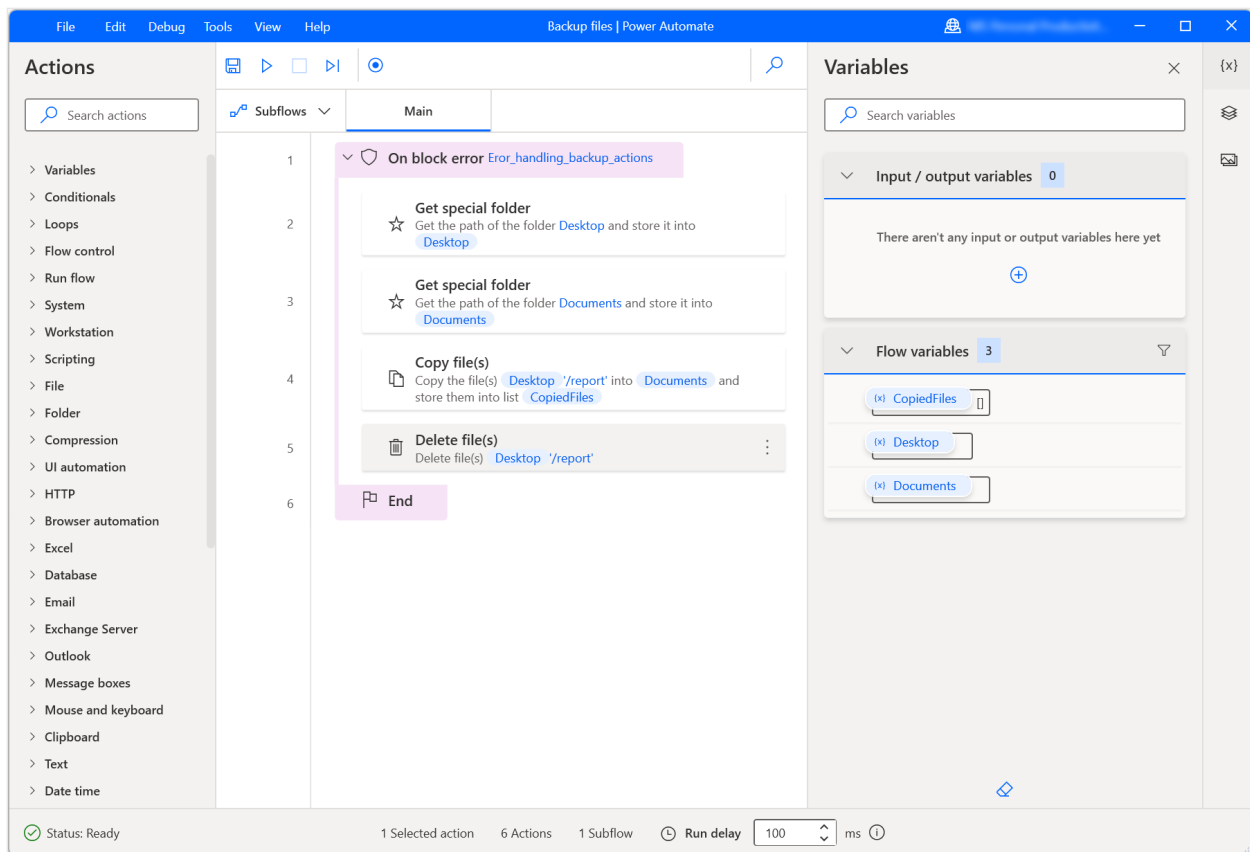 File Edit Debug Tools View Help
Backup files | Power Automate
Actions
Search actions
Variables
Conditionals
Loops
Flow control
Run flow
System
Workstation
Scripting
File
Folder
Compression
UI automation
HTTP
Browser automation
Excel
Database
Email
Exchange Server
Outlook
Message boxes
Mouse and keyboard
Clipboard
Text
Date time
Subflows
Main
1
On block error Eror_handling_backup_actions
2
Get special folder
Get the path of the folder Desktop and store it into
Desktop
3
Get special folder
Get the path of the folder Documents and store it into
Documents
4
Copy file(s)
Copy the file(s) Desktop '/report' into Documents and
store them into list CopiedFiles
5
Delete file(s)
Delete file(s) Desktop '/report'
6
End
Variables
{x}
Search variables
Input / output variables 0
There aren't any input or output variables here yet
Flow variables 3
{x} CopiedFiles []
{x} Desktop
{x} Documents
Status: Ready
1 Selected action
6 Actions
1 Subflow
Run delay 100 ms